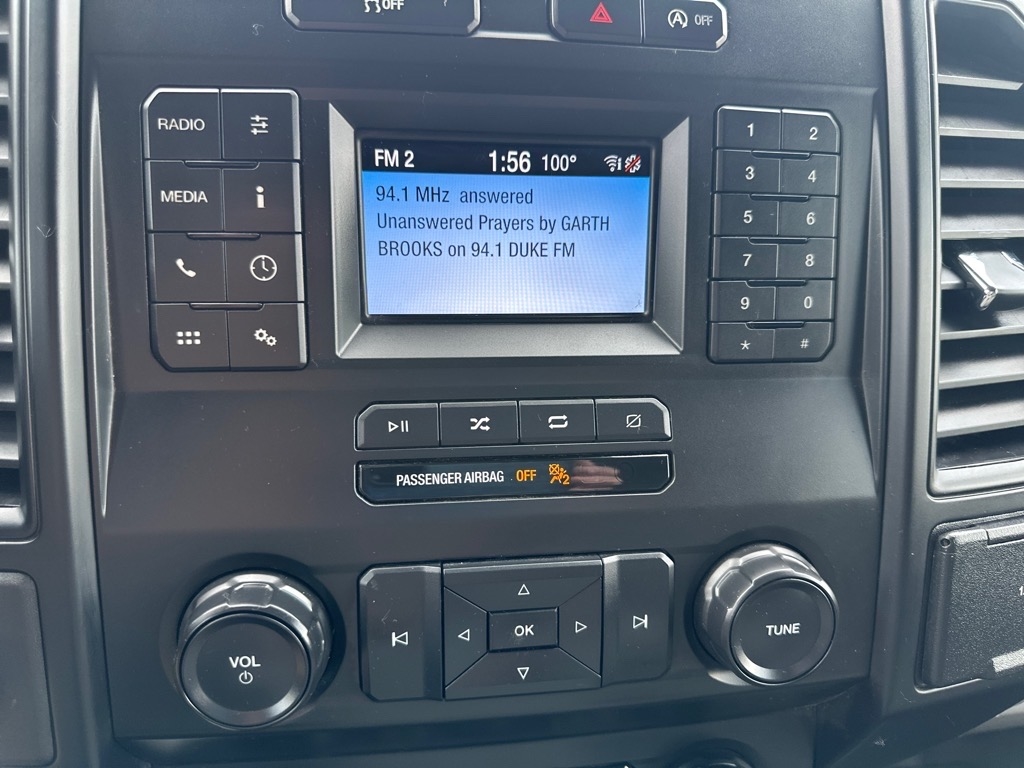 OFF
A OFF
RADIO
MEDIA
FM 2 1:56 100°
94.1 MHz answered
Unanswered Prayers by GARTH
BROOKS on 94.1 DUKE FM
1 2
3 4
5 6
7 8
9 0
* #
PASSENGER AIRBAG OFF 2
VOL
OK
TUNE